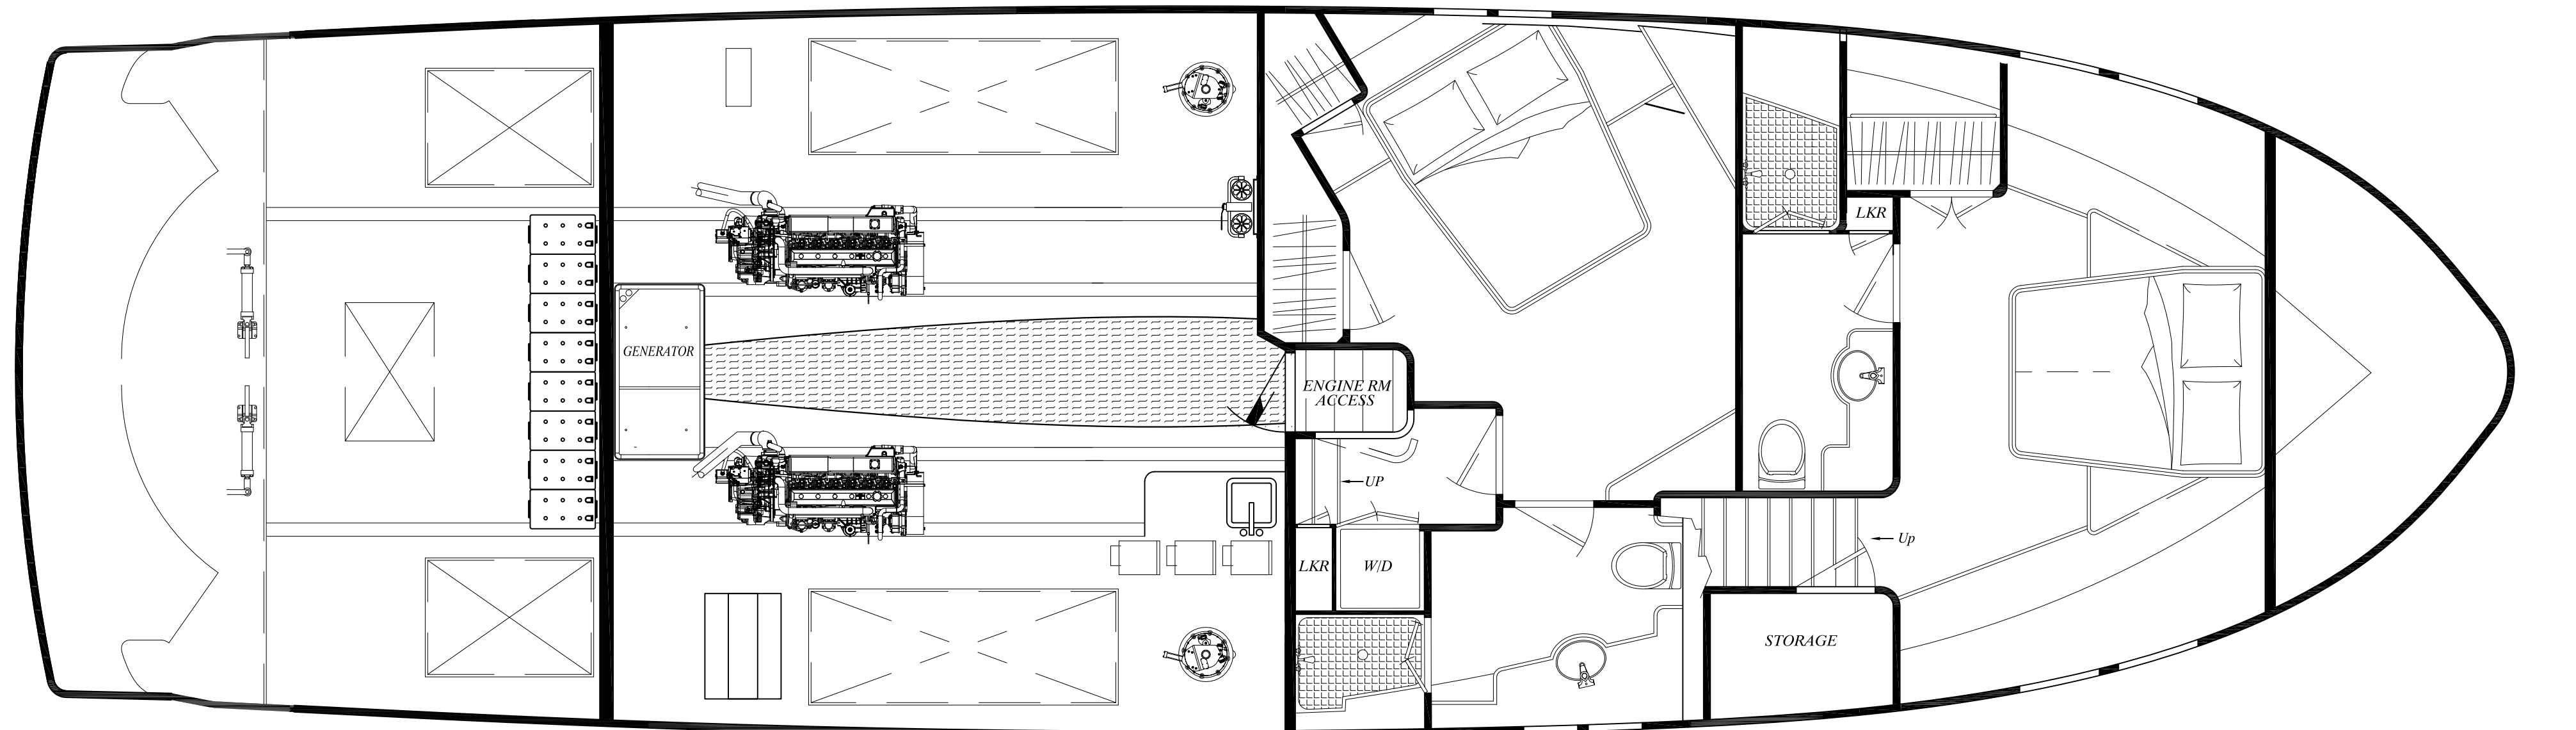 LKR
GENERATOR
ENGINE RM
ACCESS
UP
Up
LKR
W/D
STORAGE